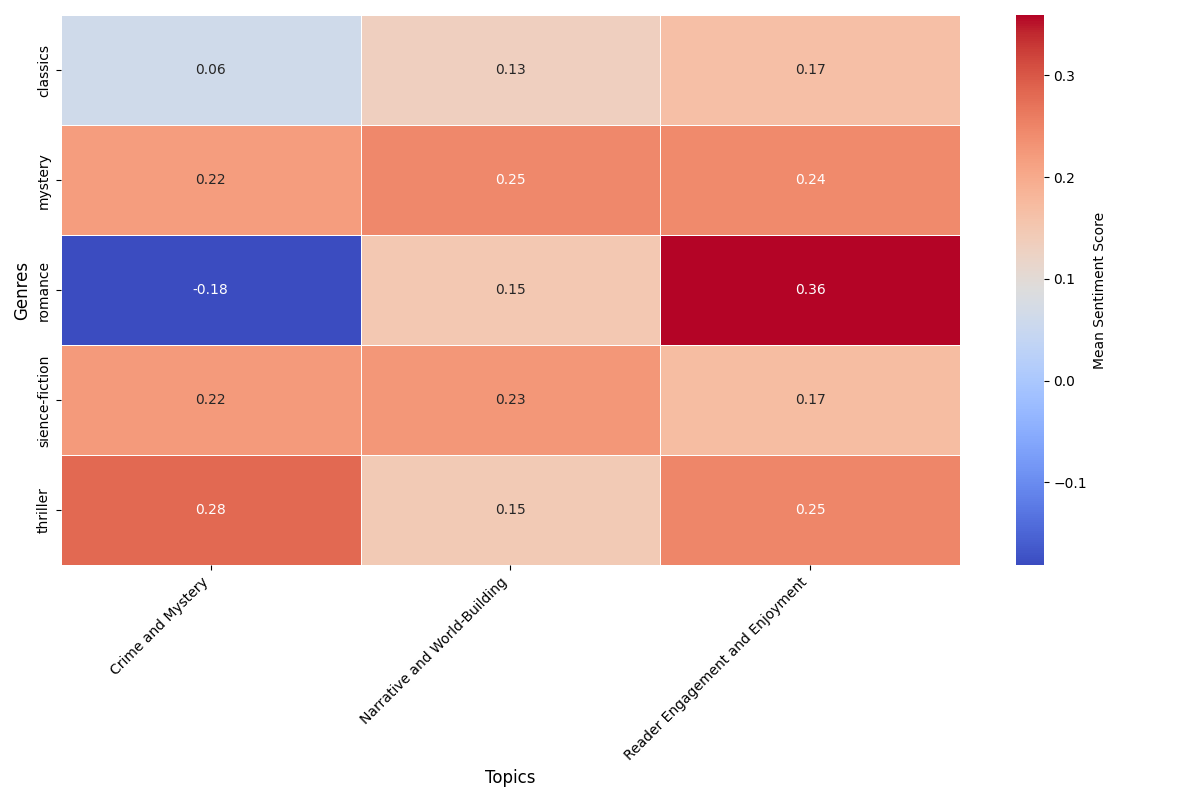 classics
0.06
0.13
0.17
mystery
0.22
0.25
0.24
romance
-0.18
0.15
0.36
sience-fiction
0.22
0.23
0.17
thriller
0.28
0.15
0.25
Genres
Crime and Mystery
Narrative and World-Building
Reader Engagement and Enjoyment
Topics
0.3
0.2
0.1
0.0
−0.1
Mean Sentiment Score